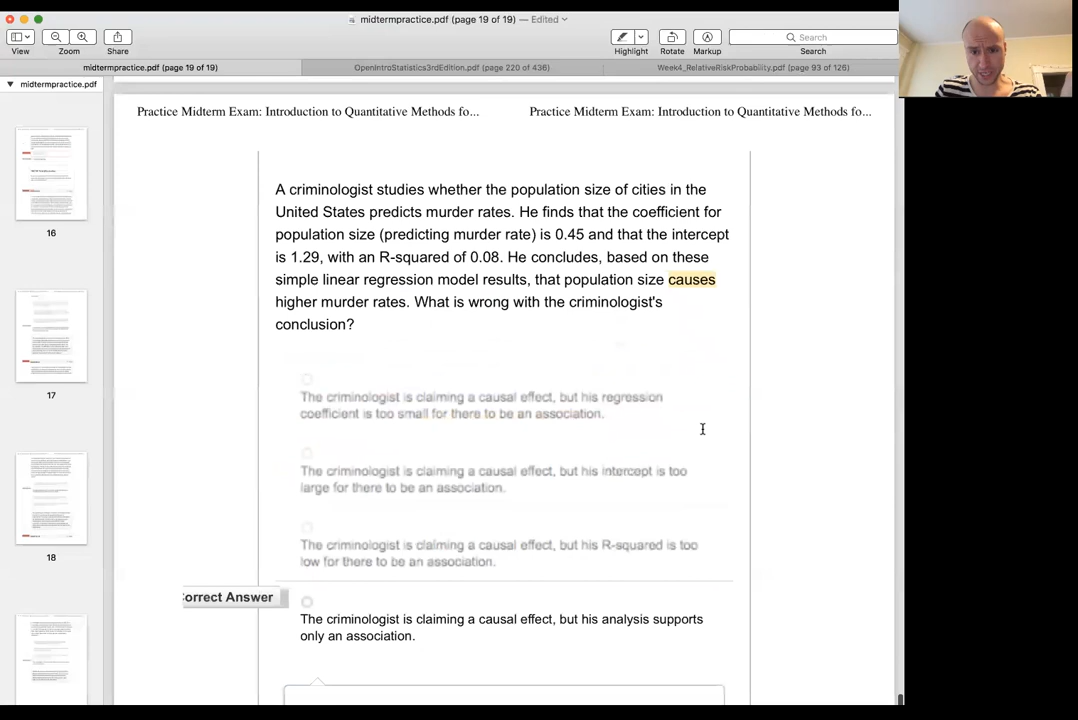 midtermpractice.pdf (page 19 of 19) — Edited
View
Zoom
Share
Highlight
Rotate
Markup
Search
Search
midtermpractice.pdf (page 19 of 19)
OpenIntroStatistics3rdEdition.pdf (page 220 of 436)
Week4_RelativeRiskProbability.pdf (page 93 of 126)
midtermpractice.pdf
16
17
18
Practice Midterm Exam: Introduction to Quantitative Methods fo...
Practice Midterm Exam: Introduction to Quantitative Methods fo...
A criminologist studies whether the population size of cities in the
United States predicts murder rates. He finds that the coefficient for
population size (predicting murder rate) is 0.45 and that the intercept
is 1.29, with an R-squared of 0.08. He concludes, based on these
simple linear regression model results, that population size causes
higher murder rates. What is wrong with the criminologist's
conclusion?
The criminologist is claiming a causal effect, but his regression
coefficient is too small for there to be an association.
The criminologist is claiming a causal effect, but his intercept is too
large for there to be an association.
The criminologist is claiming a causal effect, but his R-squared is too
low for there to be an association.
orrect Answer
The criminologist is claiming a causal effect, but his analysis supports
only an association.